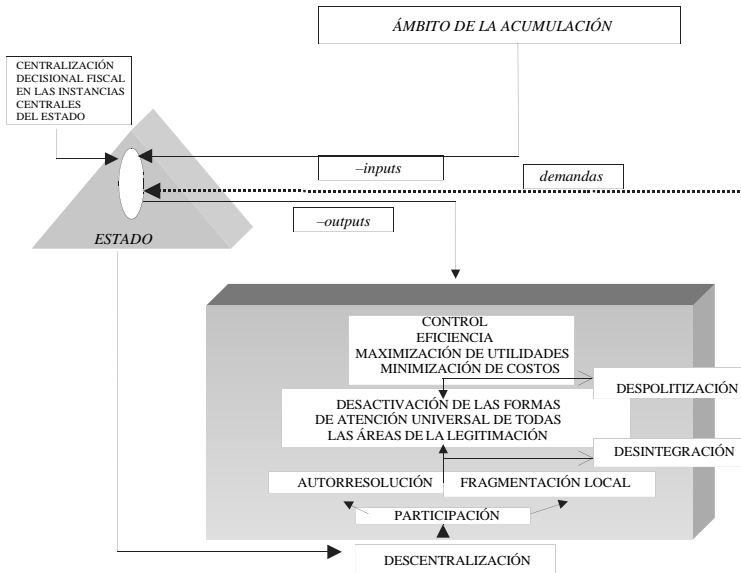 ÁMBITO DE LA ACUMULACIÓN
CENTRALIZACIÓN
DECISIONAL FISCAL
EN LAS INSTANCIAS
CENTRALES
DEL ESTADO
–inputs
demandas
–outputs
ESTADO
CONTROL
EFICIENCIA
MAXIMIZACIÓN DE UTILIDADES
MINIMIZACIÓN DE COSTOS
DESPOLITIZACIÓN
DESACTIVACIÓN DE LAS FORMAS
DE ATENCIÓN UNIVERSAL DE TODAS
LAS ÁREAS DE LA LEGITIMACIÓN
DESINTEGRACIÓN
AUTORRESOLUCIÓN
FRAGMENTACIÓN LOCAL
PARTICIPACIÓN
DESCENTRALIZACIÓN